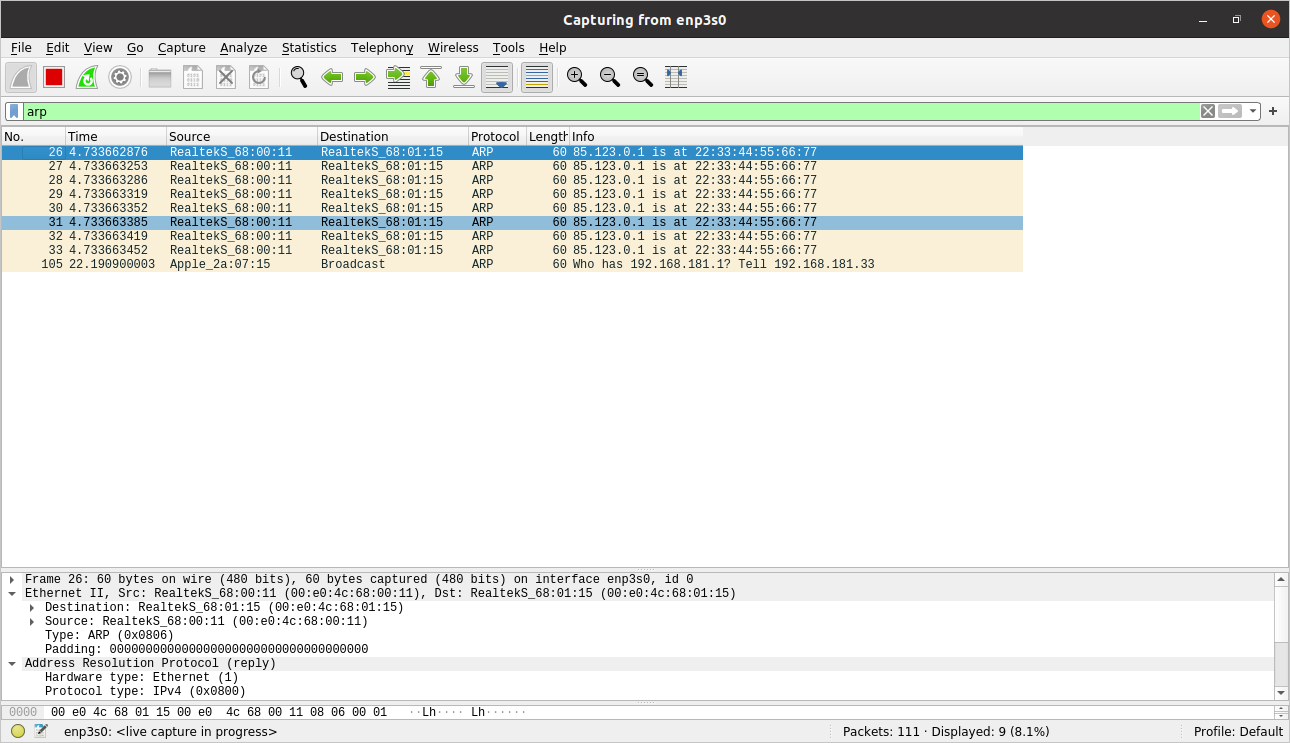 Capturing from enp3s0
File Edit View Go Capture Analyze Statistics Telephony Wireless Tools Help
arp
No. Time Source Destination Protocol Length Info
26 4.733662876 RealtekS_68:00:11 RealtekS_68:01:15 ARP 60 85.123.0.1 is at 22:33:44:55:66:77
27 4.733663253 RealtekS_68:00:11 RealtekS_68:01:15 ARP 60 85.123.0.1 is at 22:33:44:55:66:77
28 4.733663286 RealtekS_68:00:11 RealtekS_68:01:15 ARP 60 85.123.0.1 is at 22:33:44:55:66:77
29 4.733663319 RealtekS_68:00:11 RealtekS_68:01:15 ARP 60 85.123.0.1 is at 22:33:44:55:66:77
30 4.733663352 RealtekS_68:00:11 RealtekS_68:01:15 ARP 60 85.123.0.1 is at 22:33:44:55:66:77
31 4.733663385 RealtekS_68:00:11 RealtekS_68:01:15 ARP 60 85.123.0.1 is at 22:33:44:55:66:77
32 4.733663419 RealtekS_68:00:11 RealtekS_68:01:15 ARP 60 85.123.0.1 is at 22:33:44:55:66:77
33 4.733663452 RealtekS_68:00:11 RealtekS_68:01:15 ARP 60 85.123.0.1 is at 22:33:44:55:66:77
105 22.190900003 Apple_2a:07:15 Broadcast ARP 60 Who has 192.168.181.1? Tell 192.168.181.33
Frame 26: 60 bytes on wire (480 bits), 60 bytes captured (480 bits) on interface enp3s0, id 0
Ethernet II, Src: RealtekS_68:00:11 (00:e0:4c:68:00:11), Dst: RealtekS_68:01:15 (00:e0:4c:68:01:15)
Destination: RealtekS_68:01:15 (00:e0:4c:68:01:15)
Source: RealtekS_68:00:11 (00:e0:4c:68:00:11)
Type: ARP (0x0806)
Padding: 000000000000000000000000000000000000
Address Resolution Protocol (reply)
Hardware type: Ethernet (1)
Protocol type: IPv4 (0x0800)
0000 00 e0 4c 68 01 15 00 e0 4c 68 00 11 08 06 00 01 ··Lh···· Lh······
enp3s0: <live capture in progress> Packets: 111 · Displayed: 9 (8.1%) Profile: Default